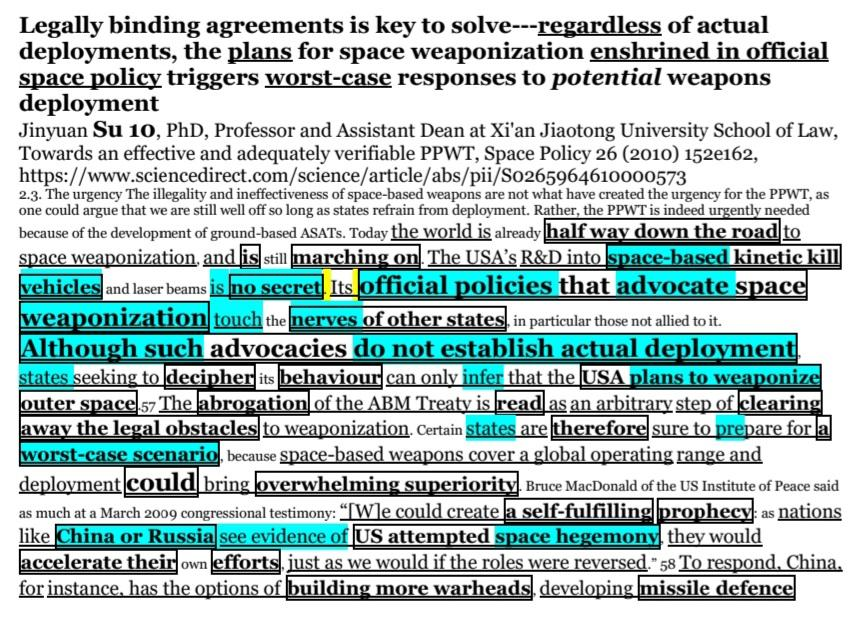 Legally binding agreements is key to solve---regardless of actual
deployments, the plans for space weaponization enshrined in official
space policy triggers worst-case responses to potential weapons
deployment
Jinyuan Su 10, PhD, Professor and Assistant Dean at Xi'an Jiaotong University School of Law,
Towards an effective and adequately verifiable PPWT, Space Policy 26 (2010) 152e162,
https://www.sciencedirect.com/science/article/abs/pii/S0265964610000573
2.3. The urgency The illegality and ineffectiveness of space-based weapons are not what have created the urgency for the PPWT, as
one could argue that we are still well off so long as states refrain from deployment. Rather, the PPWT is indeed urgently needed
because of the development of ground-based ASATs. Today the world is already half way down the road to
space weaponization, and is still marching on. The USA's R&D into space-based kinetic kill
vehicles and laser beams is no secret. Its official policies that advocate space
weaponization touch the nerves of other states, in particular those not allied to it.
Although such advocacies do not establish actual deployment,
states seeking to decipher its behaviour can only infer that the USA plans to weaponize
outer space.57 The abrogation of the ABM Treaty is read as an arbitrary step of clearing
away the legal obstacles to weaponization. Certain states are therefore sure to prepare for a
worst-case scenario, because space-based weapons cover a global operating range and
deployment could bring overwhelming superiority. Bruce MacDonald of the US Institute of Peace said
as much at a March 2009 congressional testimony: “[W]e could create a self-fulfilling prophecy: as nations
like China or Russia see evidence of US attempted space hegemony, they would
accelerate their own efforts, just as we would if the roles were reversed.” 58 To respond, China,
for instance, has the options of building more warheads, developing missile defence